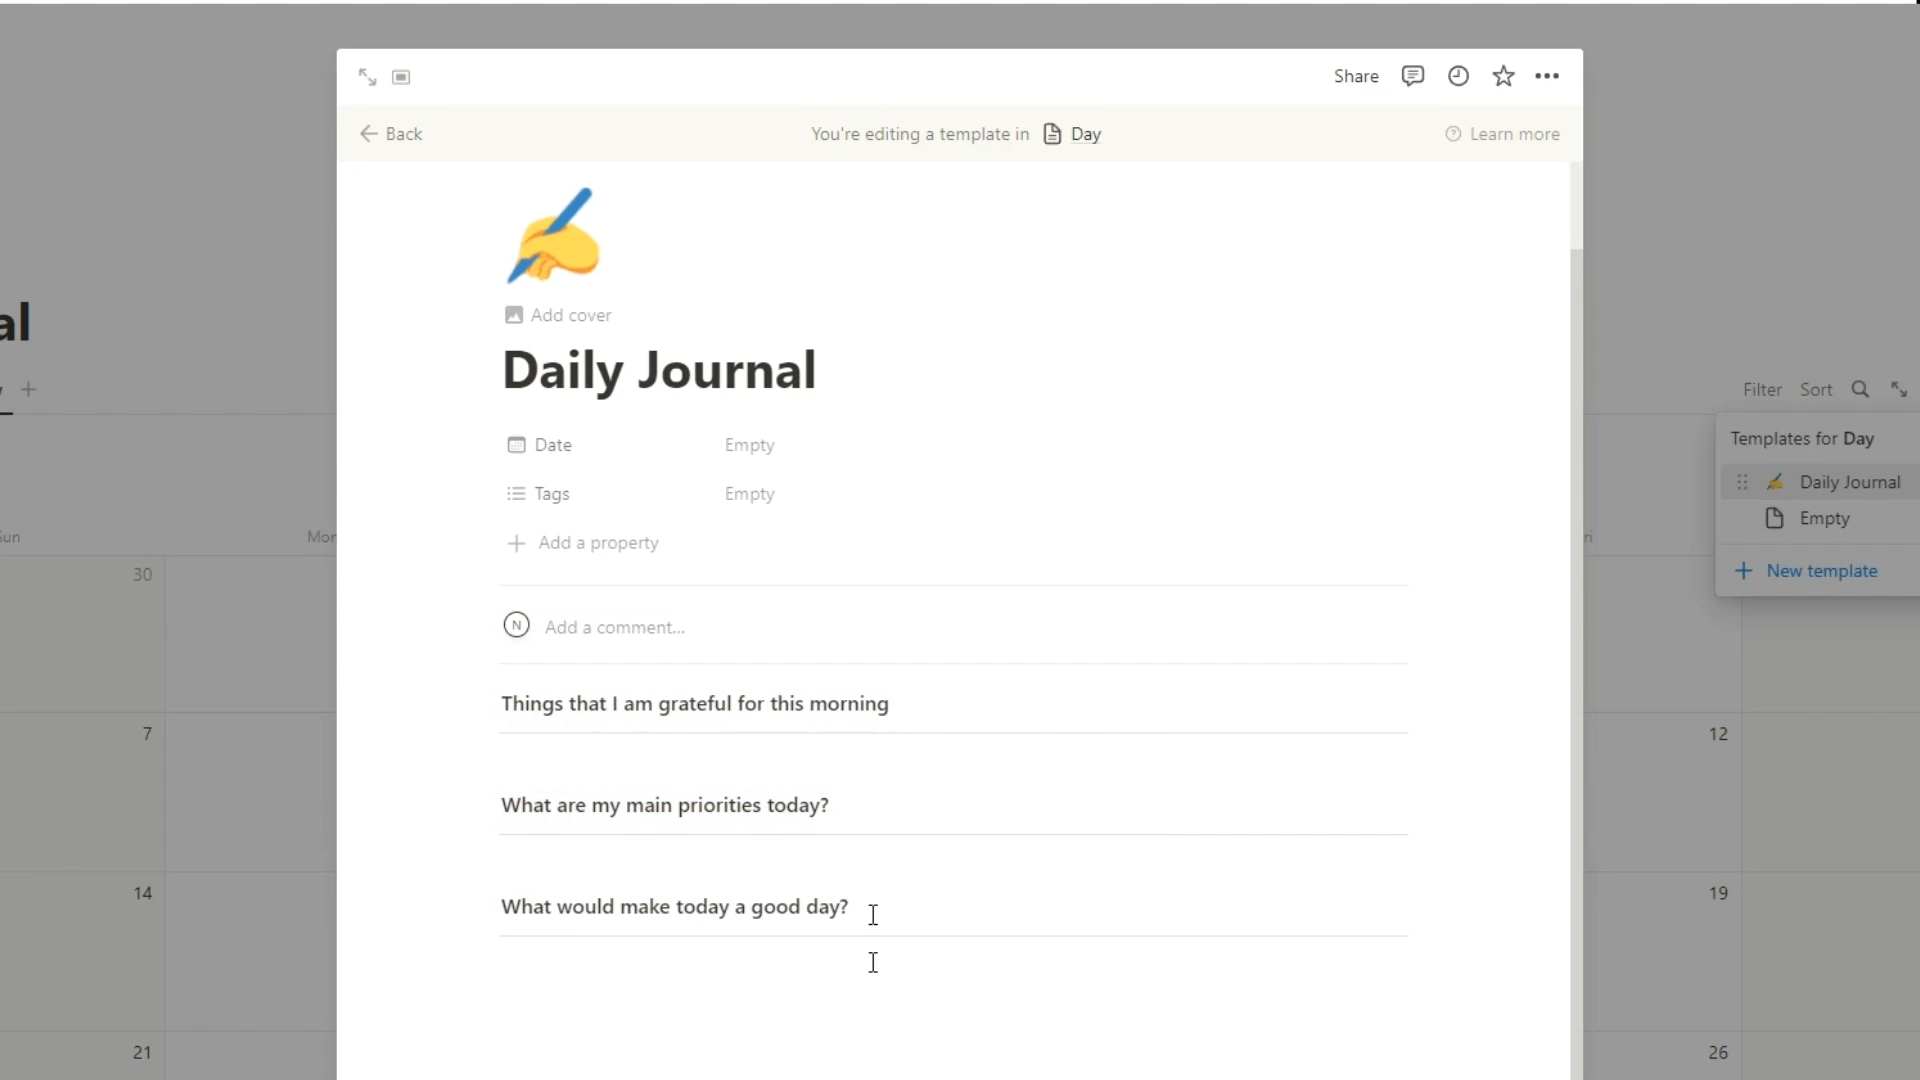 Share
Back
You're editing a template in Day
Learn more
al
Add cover
Daily Journal
Filter Sort
Date Empty
Templates for Day
Tags Empty
Daily Journal
Empty
Add a property
New template
N Add a comment...
Things that I am grateful for this morning
What are my main priorities today?
What would make today a good day?
Sun
Mon
30
7
12
14
19
21
26